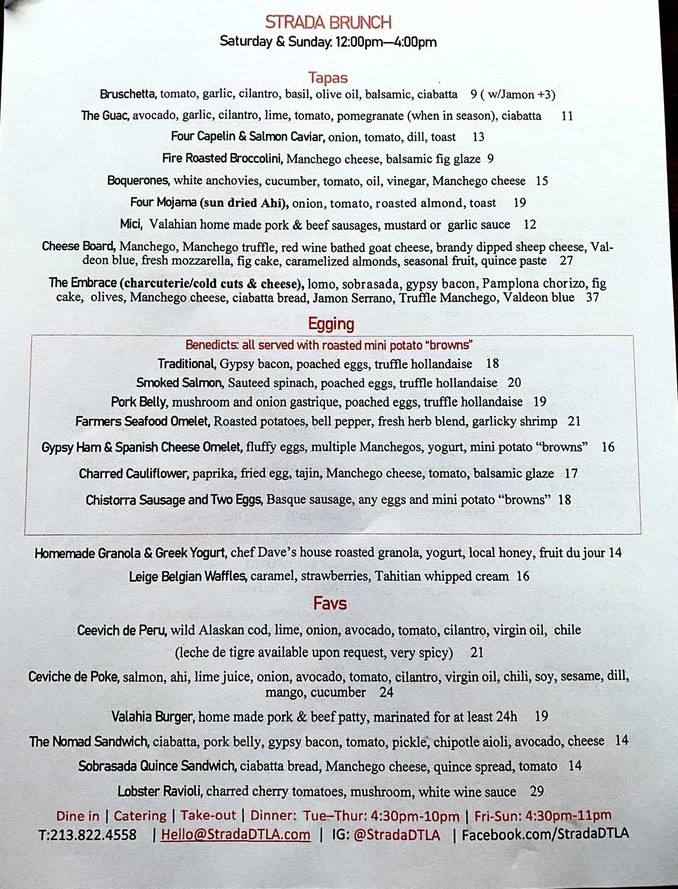 STRADA BRUNCH
Saturday & Sunday: 12:00pm—4:00pm
Tapas
Bruschetta, tomato, garlic, cilantro, basil, olive oil, balsamic, ciabatta 9 ( w/Jamon +3)
The Guac, avocado, garlic, cilantro, lime, tomato, pomegranate (when in season), ciabatta 11
Four Capelin & Salmon Caviar, onion, tomato, dill, toast 13
Fire Roasted Broccolini, Manchego cheese, balsamic fig glaze 9
Boquerones, white anchovies, cucumber, tomato, oil, vinegar, Manchego cheese 15
Four Mojama (sun dried Ahi), onion, tomato, roasted almond, toast 19
Mici, Valahian home made pork & beef sausages, mustard or garlic sauce 12
Cheese Board, Manchego, Manchego truffle, red wine bathed goat cheese, brandy dipped sheep cheese, Val-
deon blue, fresh mozzarella, fig cake, caramelized almonds, seasonal fruit, quince paste 27
The Embrace (charcuterie/cold cuts & cheese), lomo, sobrasada, gypsy bacon, Pamplona chorizo, fig
cake, olives, Manchego cheese, ciabatta bread, Jamon Serrano, Truffle Manchego, Valdeon blue 37
Egging
Benedicts: all served with roasted mini potato “browns”
Traditional, Gypsy bacon, poached eggs, truffle hollandaise 18
Smoked Salmon, Sauteed spinach, poached eggs, truffle hollandaise 20
Pork Belly, mushroom and onion gastrique, poached eggs, truffle hollandaise 19
Farmers Seafood Omelet, Roasted potatoes, bell pepper, fresh herb blend, garlicky shrimp 21
Gypsy Ham & Spanish Cheese Omelet, fluffy eggs, multiple Manchegos, yogurt, mini potato “browns” 16
Charred Cauliflower, paprika, fried egg, tajin, Manchego cheese, tomato, balsamic glaze 17
Chistorra Sausage and Two Eggs, Basque sausage, any eggs and mini potato “browns” 18
Homemade Granola & Greek Yogurt, chef Dave’s house roasted granola, yogurt, local honey, fruit du jour 14
Leige Belgian Waffles, caramel, strawberries, Tahitian whipped cream 16
Favs
Ceevich de Peru, wild Alaskan cod, lime, onion, avocado, tomato, cilantro, virgin oil, chile
(leche de tigre available upon request, very spicy) 21
Ceviche de Poke, salmon, ahi, lime juice, onion, avocado, tomato, cilantro, virgin oil, chili, soy, sesame, dill,
mango, cucumber 24
Valahia Burger, home made pork & beef patty, marinated for at least 24h 19
The Nomad Sandwich, ciabatta, pork belly, gypsy bacon, tomato, pickle, chipotle aioli, avocado, cheese 14
Sobrasada Quince Sandwich, ciabatta bread, Manchego cheese, quince spread, tomato 14
Lobster Ravioli, charred cherry tomatoes, mushroom, white wine sauce 29
Dine in | Catering | Take-out | Dinner: Tue–Thur: 4:30pm-10pm | Fri-Sun: 4:30pm-11pm
T:213.822.4558 | Hello@StradaDTLA.com | IG: @StradaDTLA | Facebook.com/StradaDTLA